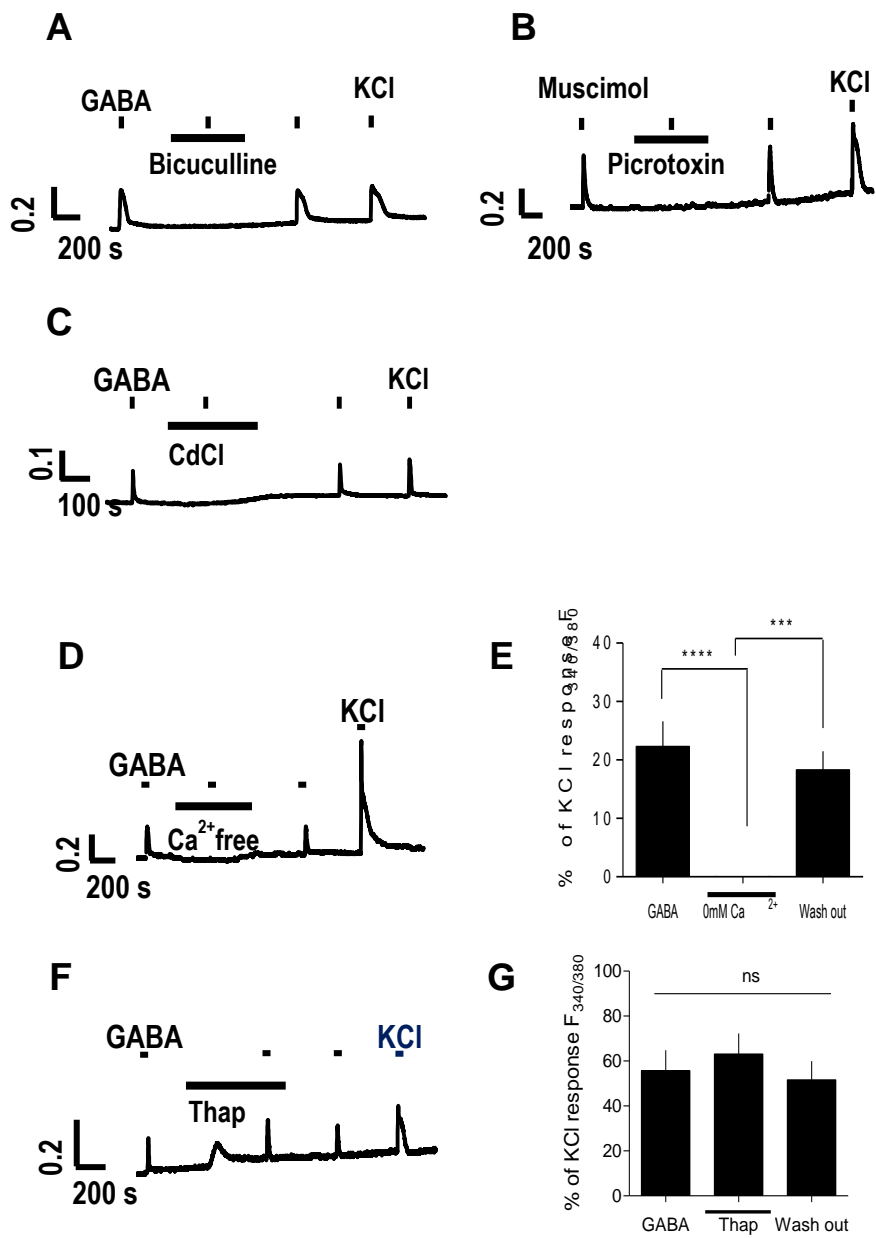 A
GABA
KCl
Bicuculline
0.2
200 s
B
Muscimol
KCl
Picrotoxin
0.2
200 s
C
GABA
KCl
CdCl
0.1
100 s
D
KCl
GABA
Ca2+free
0.2
200 s
E
% of KCl response F340/380
40
30
20
10
0
****
***
GABA
0mM Ca 2+
Wash out
F
GABA
KCl
Thap
0.2
200 s
G
% of KCl response F340/380
100
80
60
40
20
0
ns
GABA
Thap
Wash out